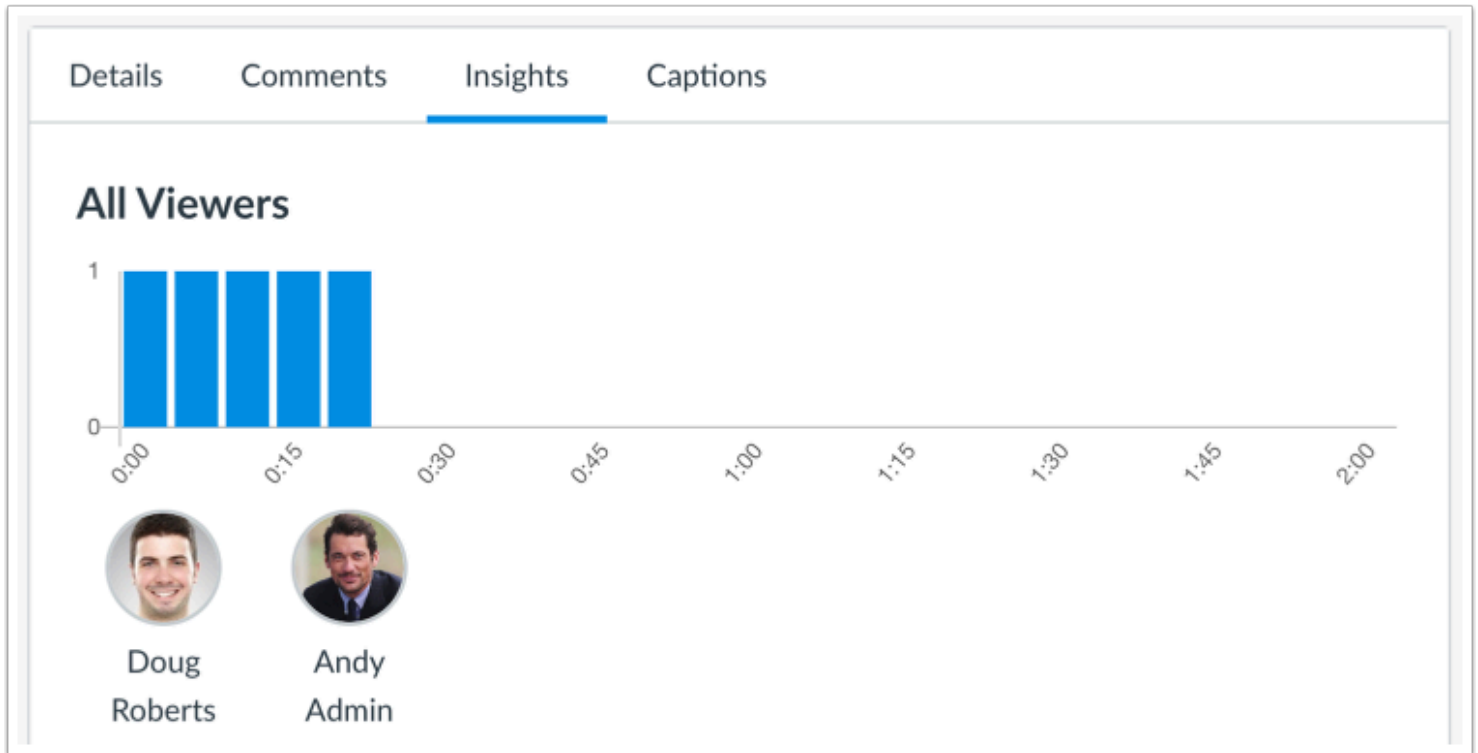 Details Comments Insights Captions
All Viewers
1
0
0:00 0:15 0:30 0:45 1:00 1:15 1:30 1:45 2:00
Doug Andy
Roberts Admin